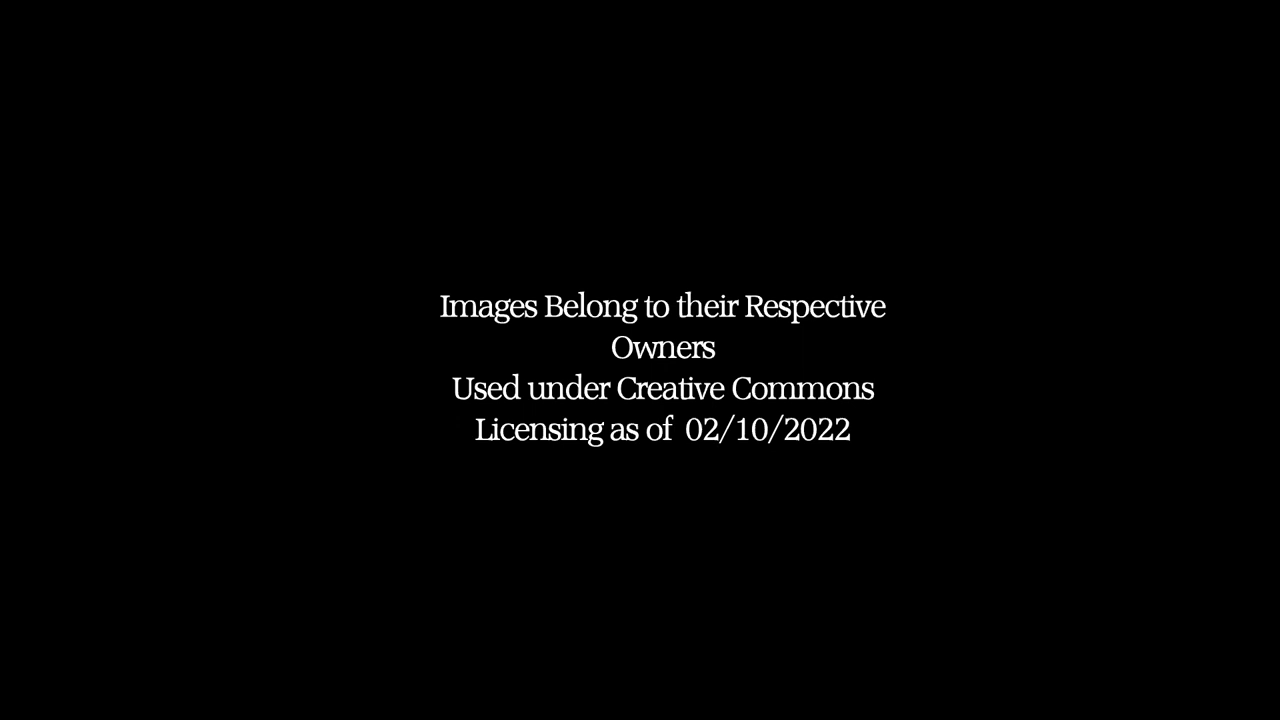 Images Belong to their Respective
Owners
Used under Creative Commons
Licensing as of  02/10/2022